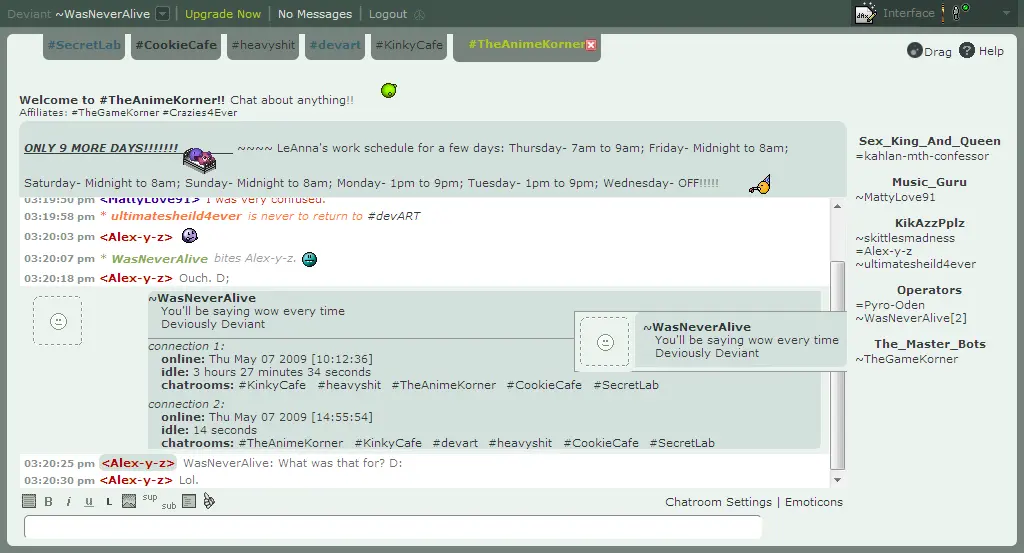 Deviant ~WasNeverAlive | Upgrade Now | No Messages | Logout
Interface
#SecretLab #CookieCafe #heavyshit #devart #KinkyCafe #TheAnimeKorner
Drag Help
Welcome to #TheAnimeKorner!! Chat about anything!!
Affiliates: #TheGameKorner #Crazies4Ever
ONLY 9 MORE DAYS!!!!!!! ~~~~ LeAnna's work schedule for a few days: Thursday- 7am to 9am; Friday- Midnight to 8am;
Saturday- Midnight to 8am; Sunday- Midnight to 8am; Monday- 1pm to 9pm; Tuesday- 1pm to 9pm; Wednesday- OFF!!!!!
03:19:50 pm <MattyLove91> I was very confused.
03:19:58 pm * ultimatesheild4ever is never to return to #devART
03:20:03 pm <Alex-y-z>
03:20:07 pm * WasNeverAlive bites Alex-y-z.
03:20:18 pm <Alex-y-z> Ouch. D;
~WasNeverAlive
You'll be saying wow every time
Deviously Deviant
connection 1:
online: Thu May 07 2009 [10:12:36]
idle: 3 hours 27 minutes 34 seconds
chatrooms: #KinkyCafe #heavyshit #TheAnimeKorner #CookieCafe #SecretLab
connection 2:
online: Thu May 07 2009 [14:55:54]
idle: 14 seconds
chatrooms: #TheAnimeKorner #KinkyCafe #devart #heavyshit #CookieCafe #SecretLab
~WasNeverAlive
You'll be saying wow every time
Deviously Deviant
03:20:25 pm <Alex-y-z> WasNeverAlive: What was that for? D:
03:20:30 pm <Alex-y-z> Lol.
B i u L sup sub
Chatroom Settings | Emoticons
Sex_King_And_Queen
=kahlan-mth-confessor
Music_Guru
~MattyLove91
KikAzzPplz
~skittlesmadness
=Alex-y-z
~ultimatesheild4ever
Operators
=Pyro-Oden
~WasNeverAlive[2]
The_Master_Bots
~TheGameKorner